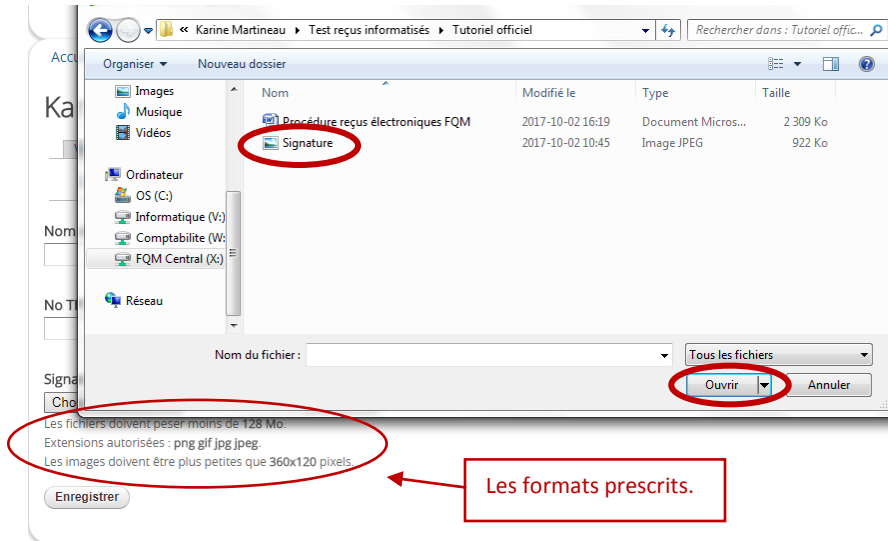 « Karine Martineau ▸ Test reçus informatisés ▸ Tutoriel officiel
Rechercher dans : Tutoriel offic...
Organiser
Nouveau dossier
Images
Musique
Vidéos
Ordinateur
OS (C:)
Informatique (V:)
Comptabilite (W:
FQM Central (X:)
Réseau
Nom Modifié le Type Taille
Procédure reçus électroniques FQM 2017-10-02 16:19 Document Micros... 2 309 Ko
Signature 2017-10-02 10:45 Image JPEG 922 Ko
Nom du fichier :
Tous les fichiers
Ouvrir
Annuler
Accu
Ka
Nom
No T
Signa
Cho
Les fichiers doivent peser moins de 128 Mo.
Extensions autorisées : png gif jpg jpeg.
Les images doivent être plus petites que 360x120 pixels.
Enregistrer
Les formats prescrits.